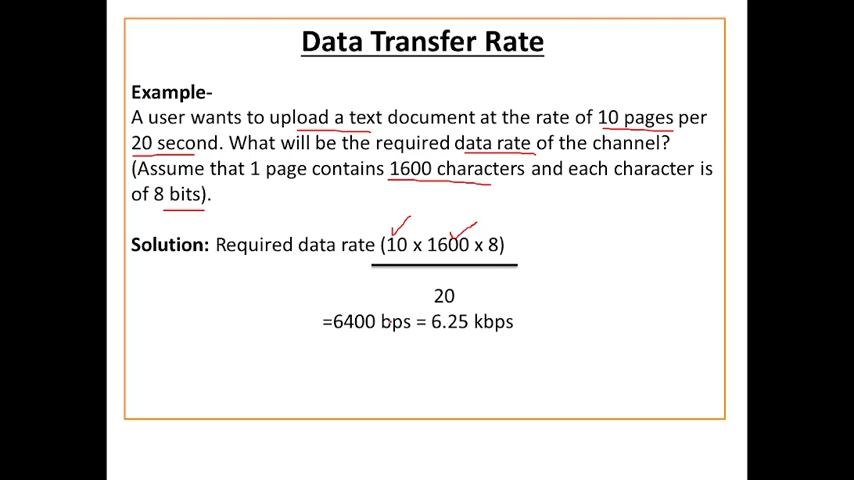 Data Transfer Rate
Example-
A user wants to upload a text document at the rate of 10 pages per
20 second. What will be the required data rate of the channel?
(Assume that 1 page contains 1600 characters and each character is
of 8 bits).
Solution: Required data rate (10 x 1600 x 8)
20
=6400 bps = 6.25 kbps